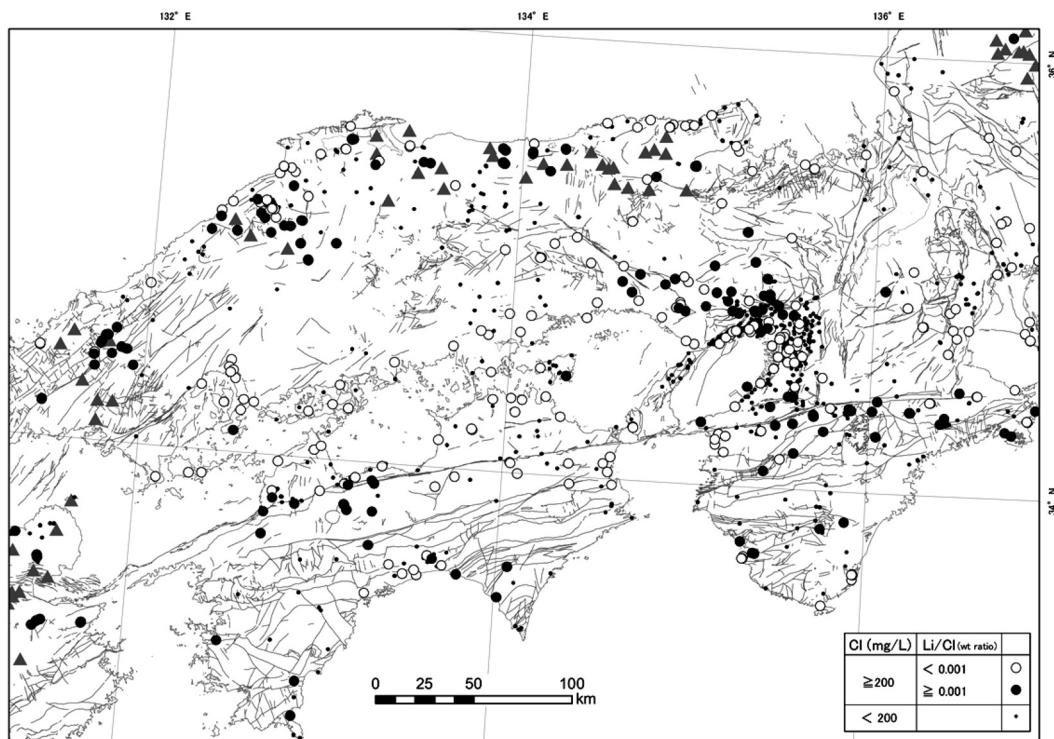 132° E
134° E
136° E
36° N
34° N
0 25 50 100
km
Cl (mg/L) Li/Cl(wt ratio)
≧200
< 0.001
≧ 0.001
< 200